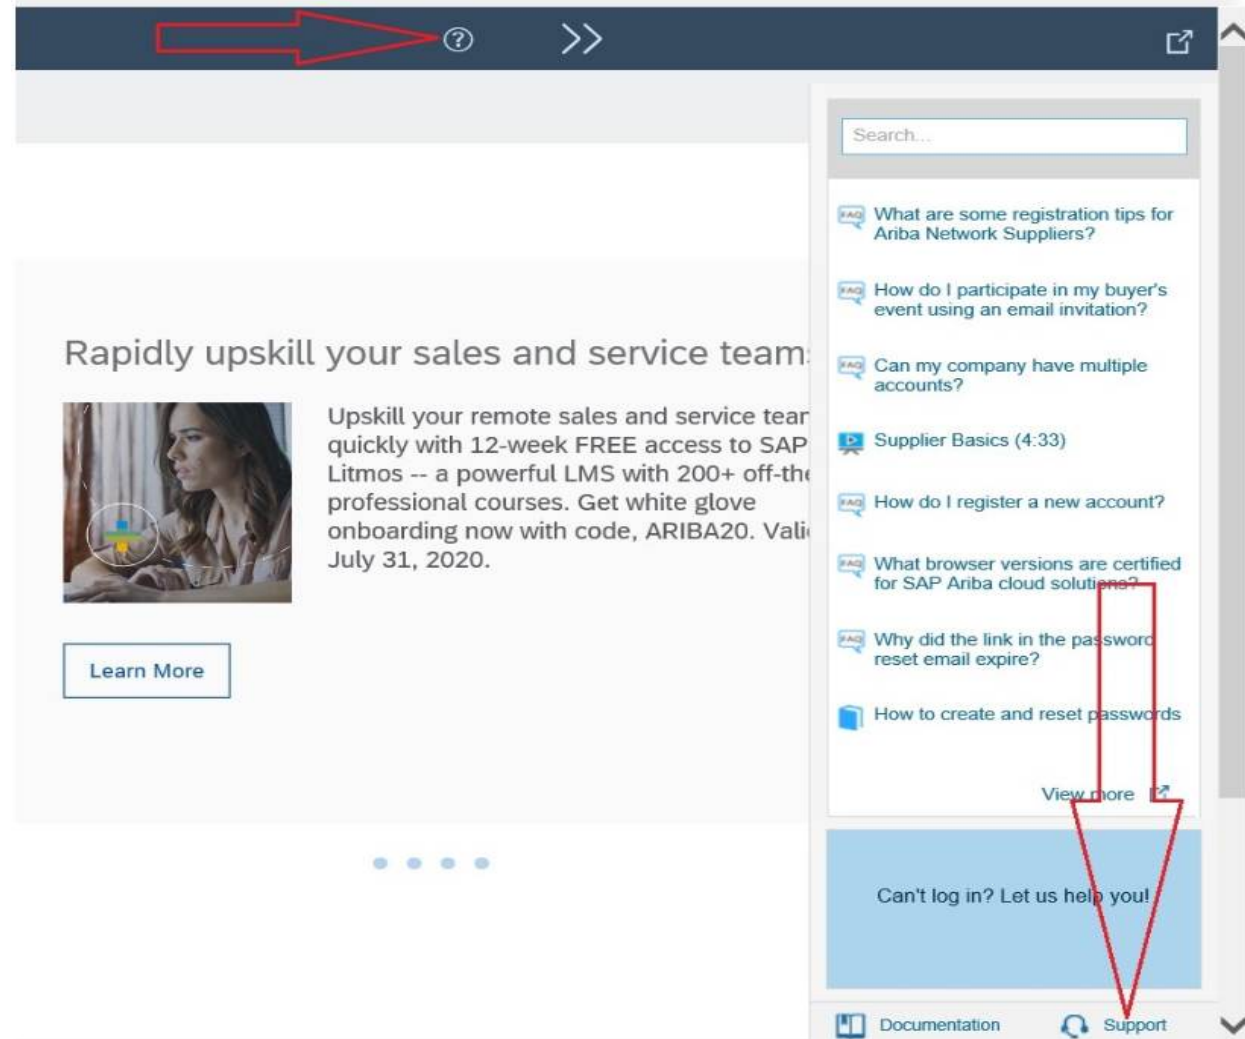 Search...
What are some registration tips for
Ariba Network Suppliers?
How do I participate in my buyer's
event using an email invitation?
Can my company have multiple
accounts?
Supplier Basics (4:33)
How do I register a new account?
What browser versions are certified
for SAP Ariba cloud solutions?
Why did the link in the password
reset email expire?
How to create and reset passwords
View more
Can't log in? Let us help you!
Documentation
Support
Rapidly upskill your sales and service team
Upskill your remote sales and service
quickly with 12-week FREE access to SAP
Litmos -- a powerful LMS with 200+
professional courses. Get white glove
onboarding now with code, ARIBA20.
July 31, 2020.
Learn More
FAQ
FAQ
FAQ
FAQ
FAQ
FAQ